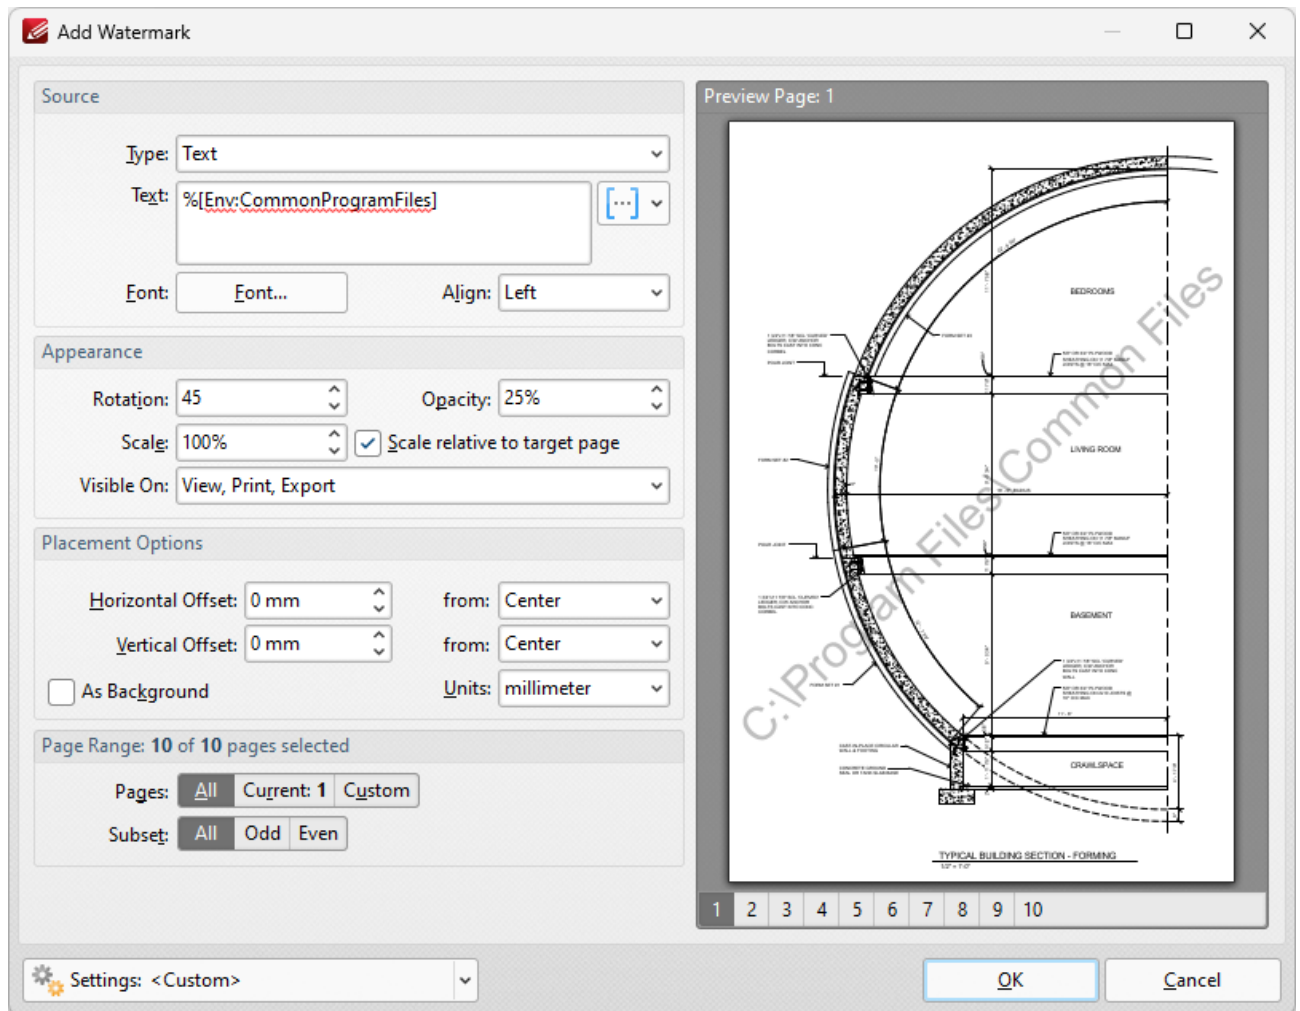 Add Watermark
Source
Type: Text
Text: %[Env:CommonProgramFiles]
Font: Font... Align: Left
Appearance
Rotation: 45 Opacity: 25%
Scale: 100% Scale relative to target page
Visible On: View, Print, Export
Placement Options
Horizontal Offset: 0 mm from: Center
Vertical Offset: 0 mm from: Center
As Background Units: millimeter
Page Range: 10 of 10 pages selected
Pages: All Current: 1 Custom
Subset: All Odd Even
Preview Page: 1
BEDROOMS
LIVING ROOM
BASEMENT
CRAWLSPACE
C:\Program Files\Common Files
TYPICAL BUILDING SECTION - FORMING
1/2" = 1'-0"
1 2 3 4 5 6 7 8 9 10
Settings: <Custom>
OK Cancel